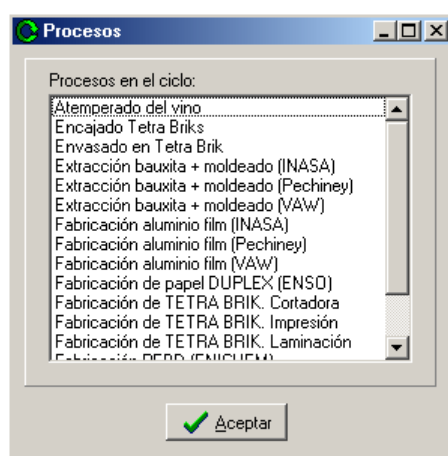 Procesos
Procesos en el ciclo:
Atemperado del vino
Encajado Tetra Briks
Envasado en Tetra Brik
Extracción bauxita + moldeado (INASA)
Extracción bauxita + moldeado (Pechiney)
Extracción bauxita + moldeado (VAW)
Fabricación aluminio film (INASA)
Fabricación aluminio film (Pechiney)
Fabricación aluminio film (VAW)
Fabricación de papel DUPLEX (ENSO)
Fabricación de TETRA BRIK. Cortadora
Fabricación de TETRA BRIK. Impresión
Fabricación de TETRA BRIK. Laminación
Fabricación
Aceptar